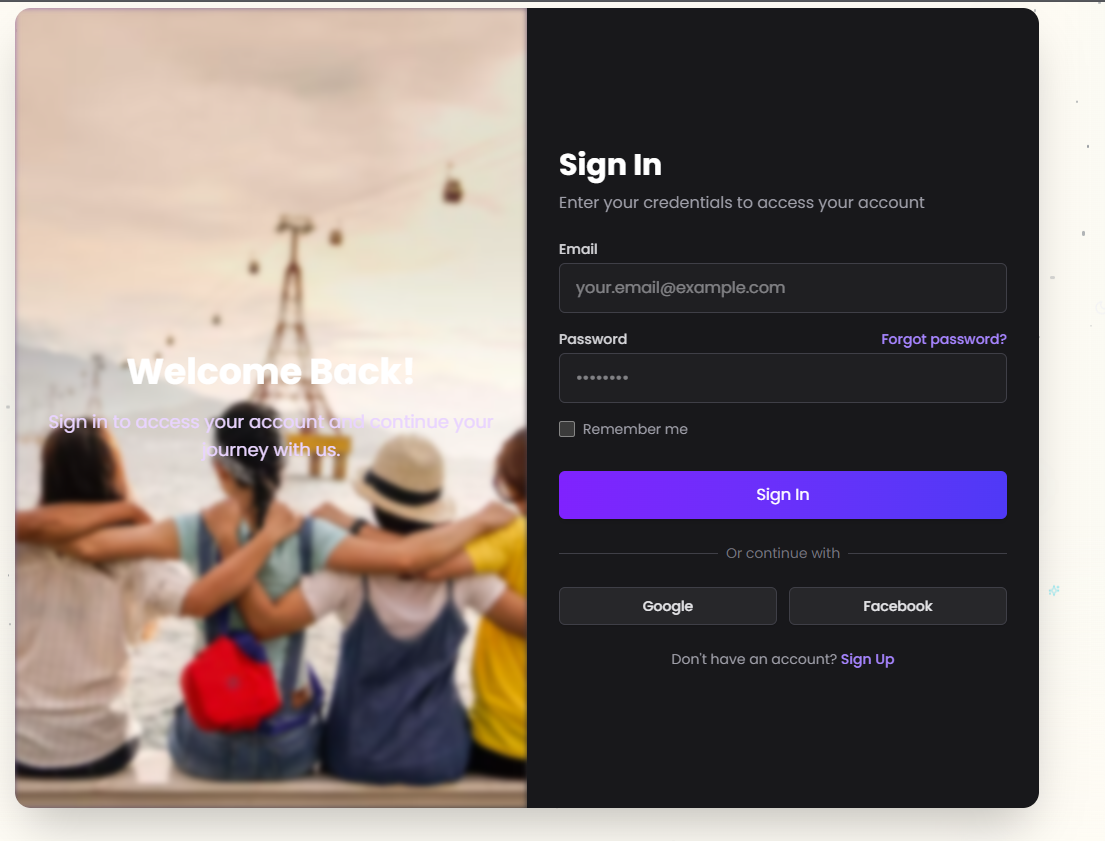 Welcome Back!
Sign in to access your account and continue your
journey with us.
Sign In
Enter your credentials to access your account
Email
your.email@example.com
Password
Forgot password?
••••••••
Remember me
Sign In
Or continue with
Google
Facebook
Don't have an account? Sign Up